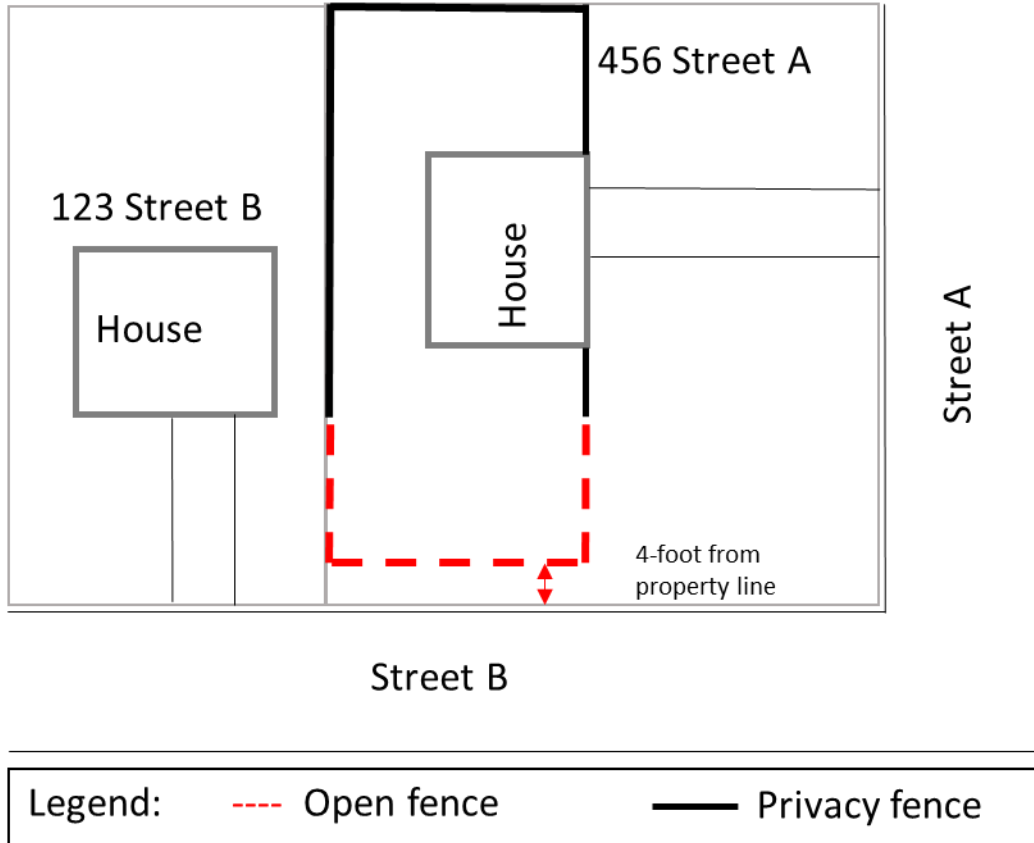 456 Street A
123 Street B
House
House
Street A
4-foot from
property line
Street B
Legend: Open fence Privacy fence